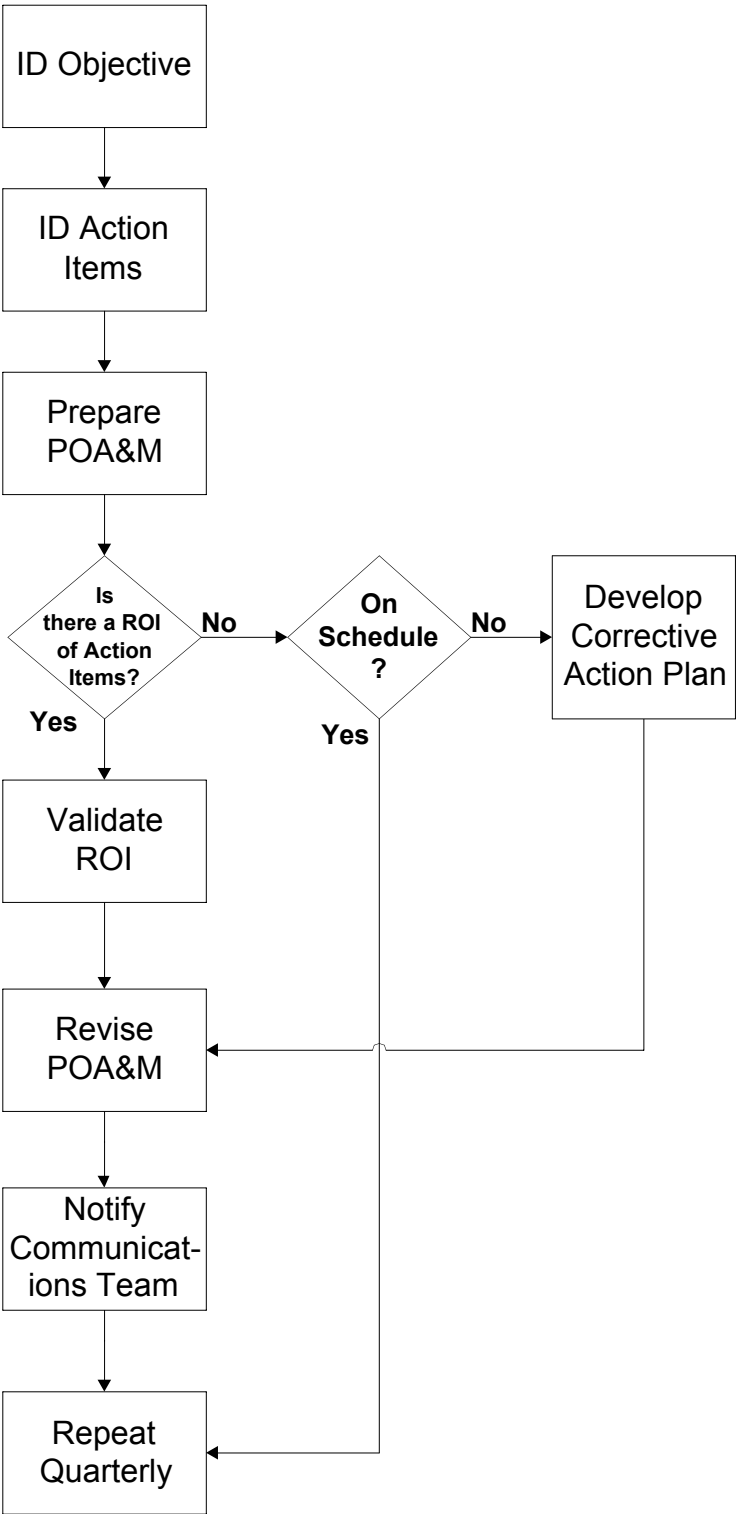 ID Objective
ID Action
Items
Prepare
POA&M
Is
there a ROI
of Action
Items?
No
On
Schedule
?
No
Develop
Corrective
Action Plan
Yes
Yes
Validate
ROI
Revise
POA&M
Notify
Communicat-
ions Team
Repeat
Quarterly